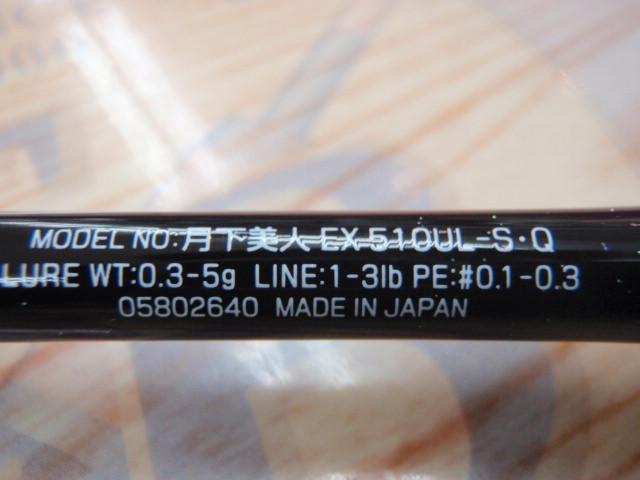 MODEL NO:月下美人 EX 510UL-S·Q
LURE WT:0.3-5g LINE:1-3lb PE:#0.1-0.3
05802640 MADE IN JAPAN